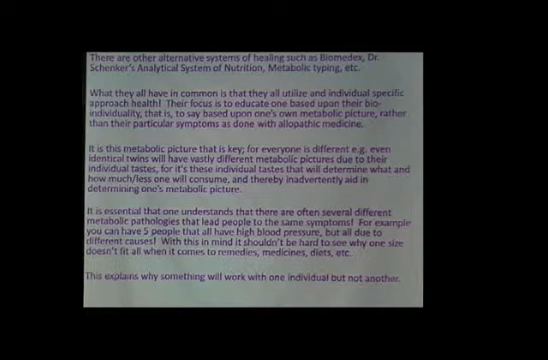 There are other alternative systems of healing such as Biomedex, Dr.
Schenker's Analytical System of Nutrition, Metabolic typing, etc.
What they all have in common is that they all utilize and individual specific
approach health! Their focus is to educate one based upon their bio-
individuality, that is, to say based upon one's own metabolic picture, rather
than their particular symptoms as done with allopathic medicine.
It is this metabolic picture that is key; for everyone is different e.g. even
identical twins will have vastly different metabolic pictures due to their
individual tastes, for it's these individual tastes that will determine what and
how much/less one will consume, and thereby inadvertently aid in
determining one's metabolic picture.
It is essential that one understands that there are often several different
metabolic pathologies that lead people to the same symptoms! For example
you can have 5 people that all have high blood pressure, but all due to
different causes! With this in mind it shouldn't be hard to see why one size
doesn't fit all when it comes to remedies, medicines, diets, etc.
This explains why something will work with one individual but not another.